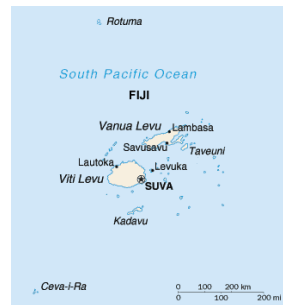 Rotuma
South Pacific Ocean
FIJI
Vanua Levu
Lambasa
Savusavu
Taveuni
Lautoka
Levuka
Viti Levu
SUVA
Kadavu
Ceva-i-Ra
0 100 200 km
0 100 200 mi